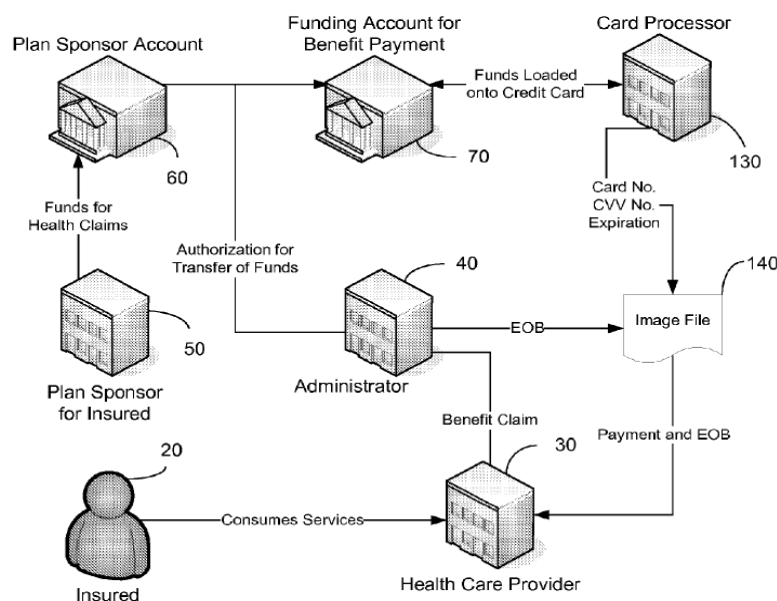 Plan Sponsor Account
Funding Account for
Benefit Payment
Card Processor
Funds Loaded
onto Credit Card
60
70
130
Funds for
Health Claims
Card No.
CVV No.
Expiration
Authorization for
Transfer of Funds
40
140
50
EOB
Image File
Plan Sponsor
for Insured
Administrator
Benefit Claim
Payment and EOB
20
30
Consumes Services
Insured
Health Care Provider